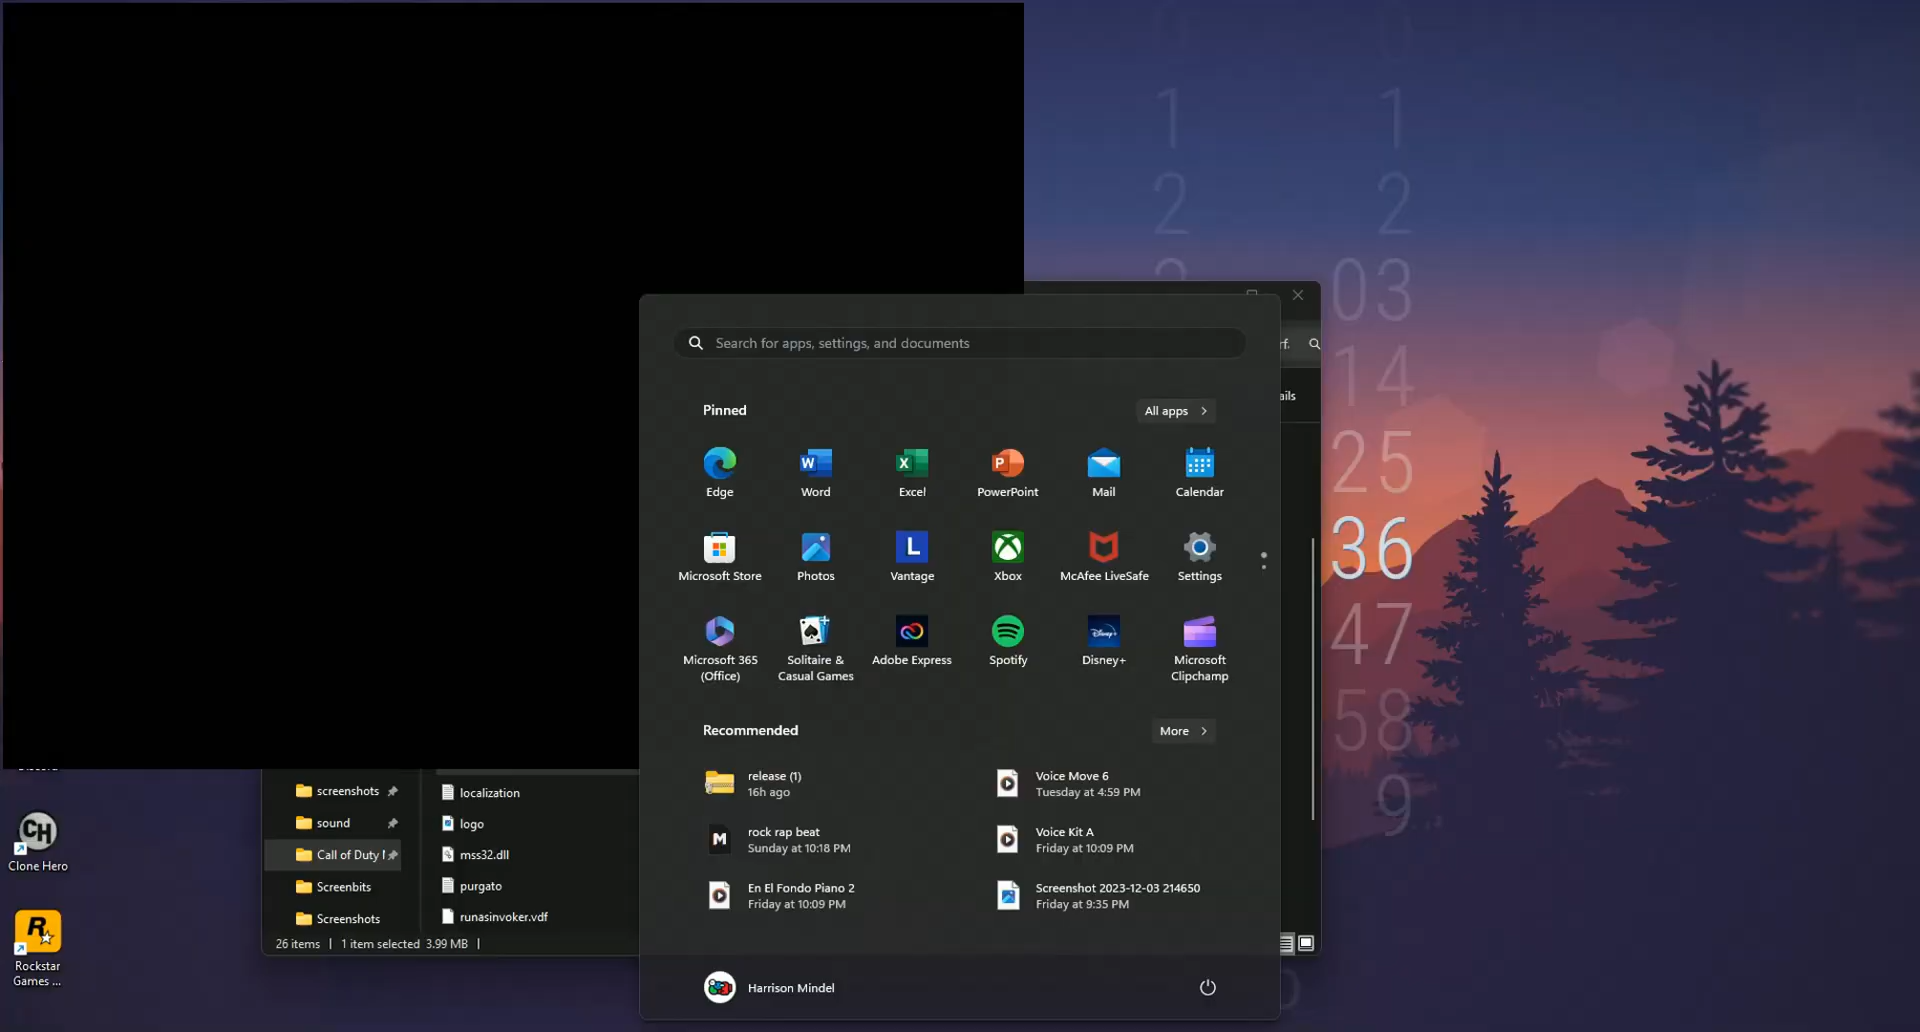 1 1
2 2
03
14
25
36
47
58
9
Search for apps, settings, and documents
rf.
ails
Pinned
All apps
Edge
Word
Excel
PowerPoint
Mail
Calendar
Microsoft Store
Photos
Vantage
Xbox
McAfee LiveSafe
Settings
Microsoft 365
(Office)
Solitaire &
Casual Games
Adobe Express
Spotify
Disney+
Microsoft
Clipchamp
Recommended
More
release (1)
16h ago
Voice Move 6
Tuesday at 4:59 PM
rock rap beat
Sunday at 10:18 PM
Voice Kit A
Friday at 10:09 PM
En El Fondo Piano 2
Friday at 10:09 PM
Screenshot 2023-12-03 214650
Friday at 9:35 PM
Harrison Mindel
screenshots
sound
Call of Duty
Screenbits
Screenshots
localization
logo
mss32.dll
purgato
runasinvoker.vdf
26 items | 1 item selected 3.99 MB |
CH
Clone Hero
R
Rockstar
Games ...